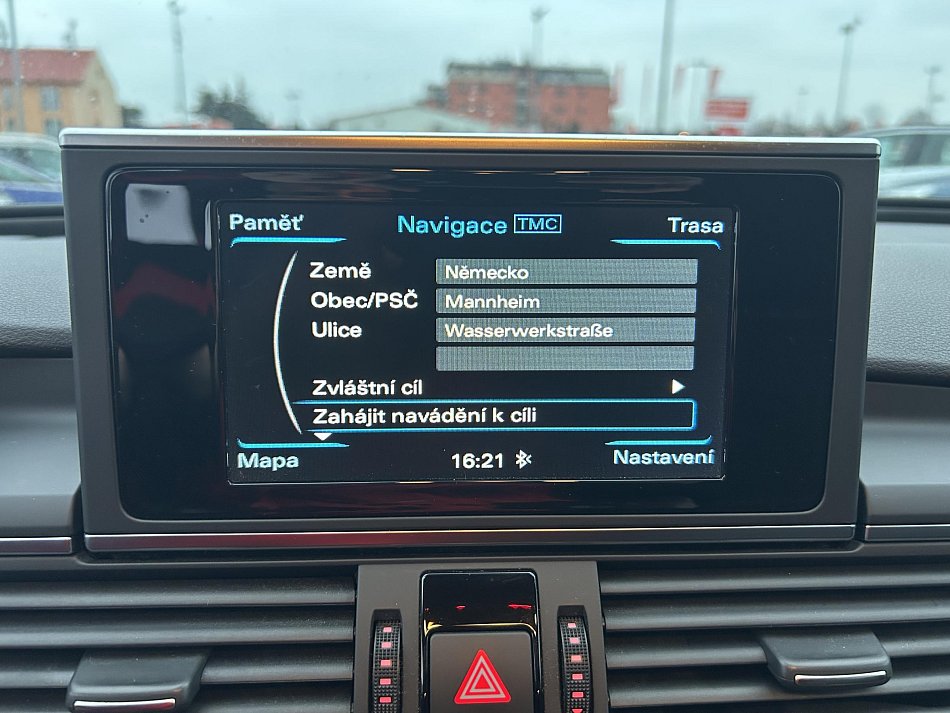 Paměť Navigace TMC Trasa
Země Německo
Obec/PSČ Mannheim
Ulice Wasserwerkstraße
Zvláštní cíl
Zahájit navádění k cíli
Mapa 16:21 Nastavení